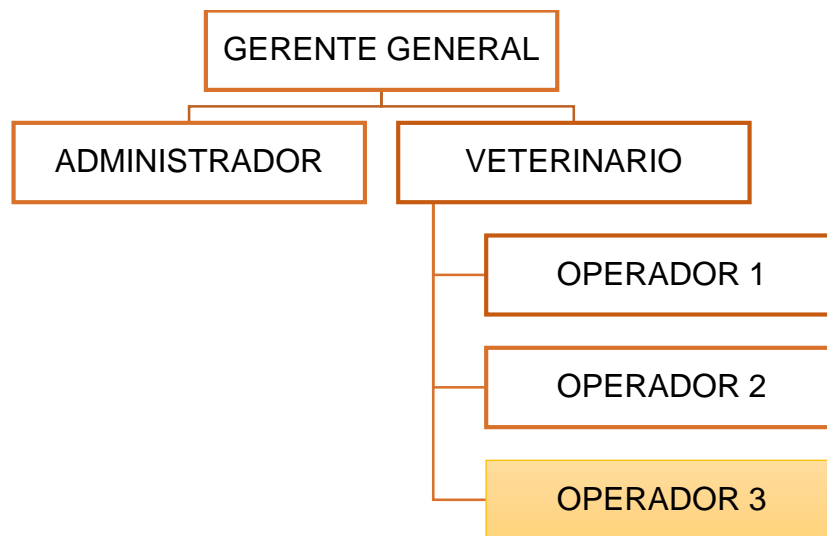 GERENTE GENERAL
ADMINISTRADOR
VETERINARIO
OPERADOR 1
OPERADOR 2
OPERADOR 3